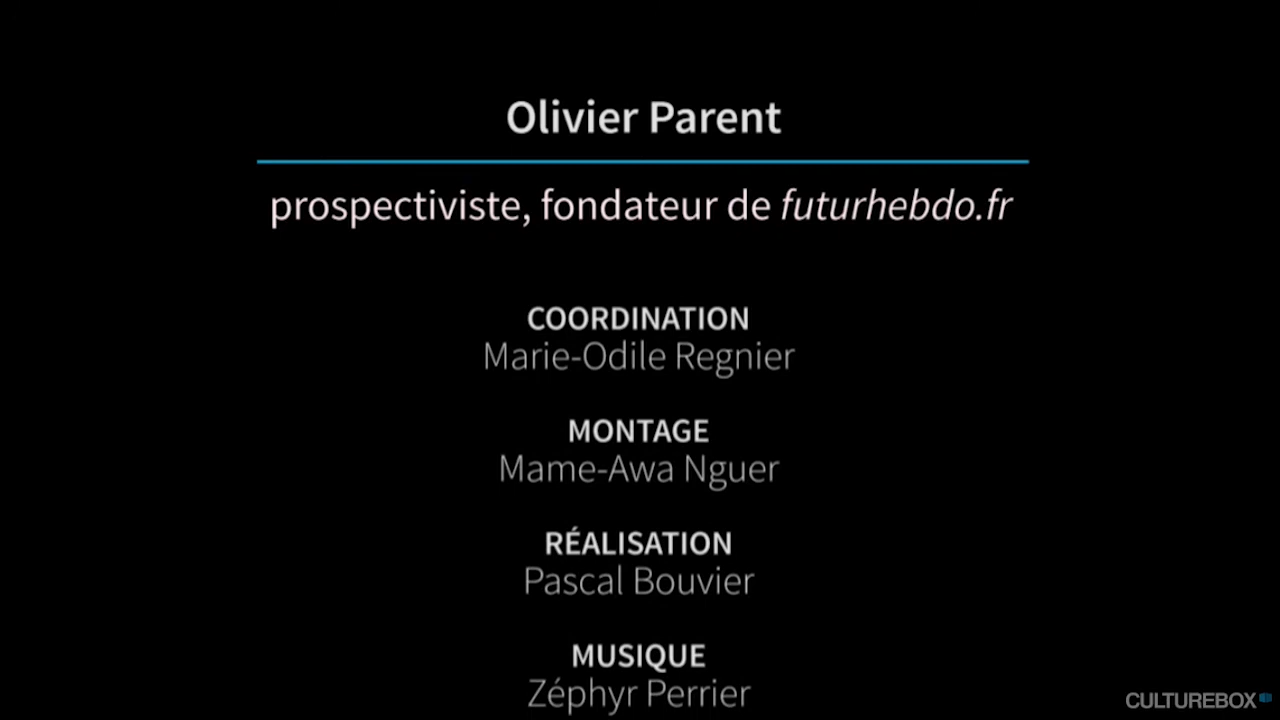 Olivier Parent
prospectiviste, fondateur de futurhebdo.fr
COORDINATION
Marie-Odile Regnier
MONTAGE
Mame-Awa Nguer
RÉALISATION
Pascal Bouvier
MUSIQUE
Zéphyr Perrier
CULTUREBOX